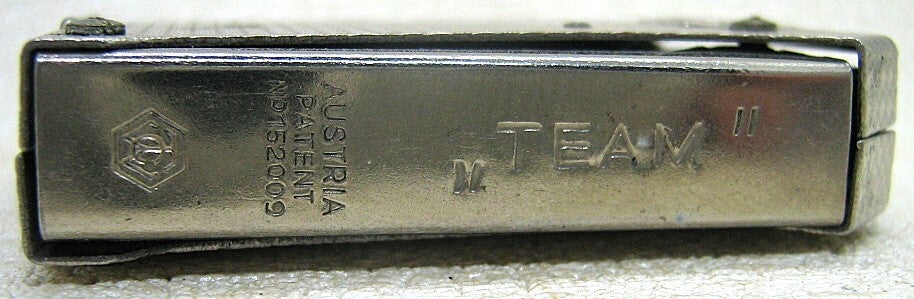 AUSTRIA
PATENT
NO152009
„TEAM"